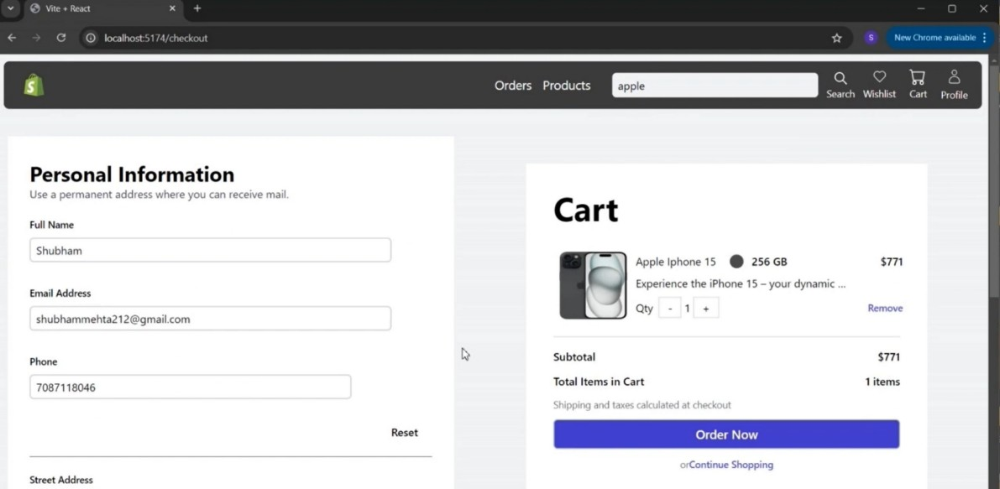 Vite + React
localhost:5174/checkout
S
New Chrome available
S
Orders Products
apple
Search Wishlist Cart Profile
Personal Information
Use a permanent address where you can receive mail.
Full Name
Shubham
Email Address
shubhammehta212@gmail.com
Phone
7087118046
Reset
Street Address
Cart
Apple Iphone 15 256 GB $771
Experience the iPhone 15 – your dynamic ...
Qty - 1 + Remove
Subtotal $771
Total Items in Cart 1 items
Shipping and taxes calculated at checkout
Order Now
orContinue Shopping